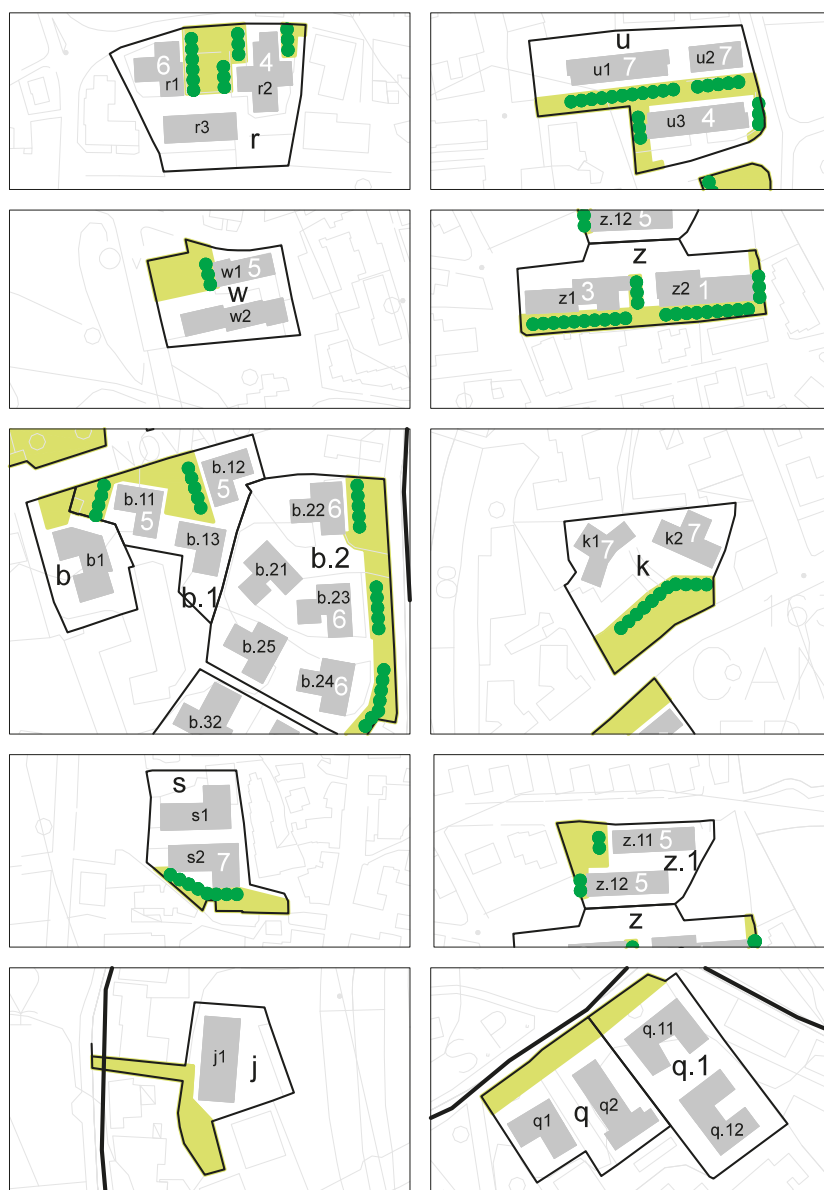 6
r1
4
r2
r3
r
u
u1 7
u2 7
u3 4
w1 5
w
w2
z.12 5
z
z1 3
z2 1
b.12
5
b.11
5
b.13
b1
b
b.1
b.22 6
b.2
b.21
b.23
6
b.25
b.24 6
b.32
k1 7
k2 7
k
s
s1
s2 7
z.11 5
z.1
z.12 5
z
j1
j
q.11
q.1
q1
q
q2
q.12